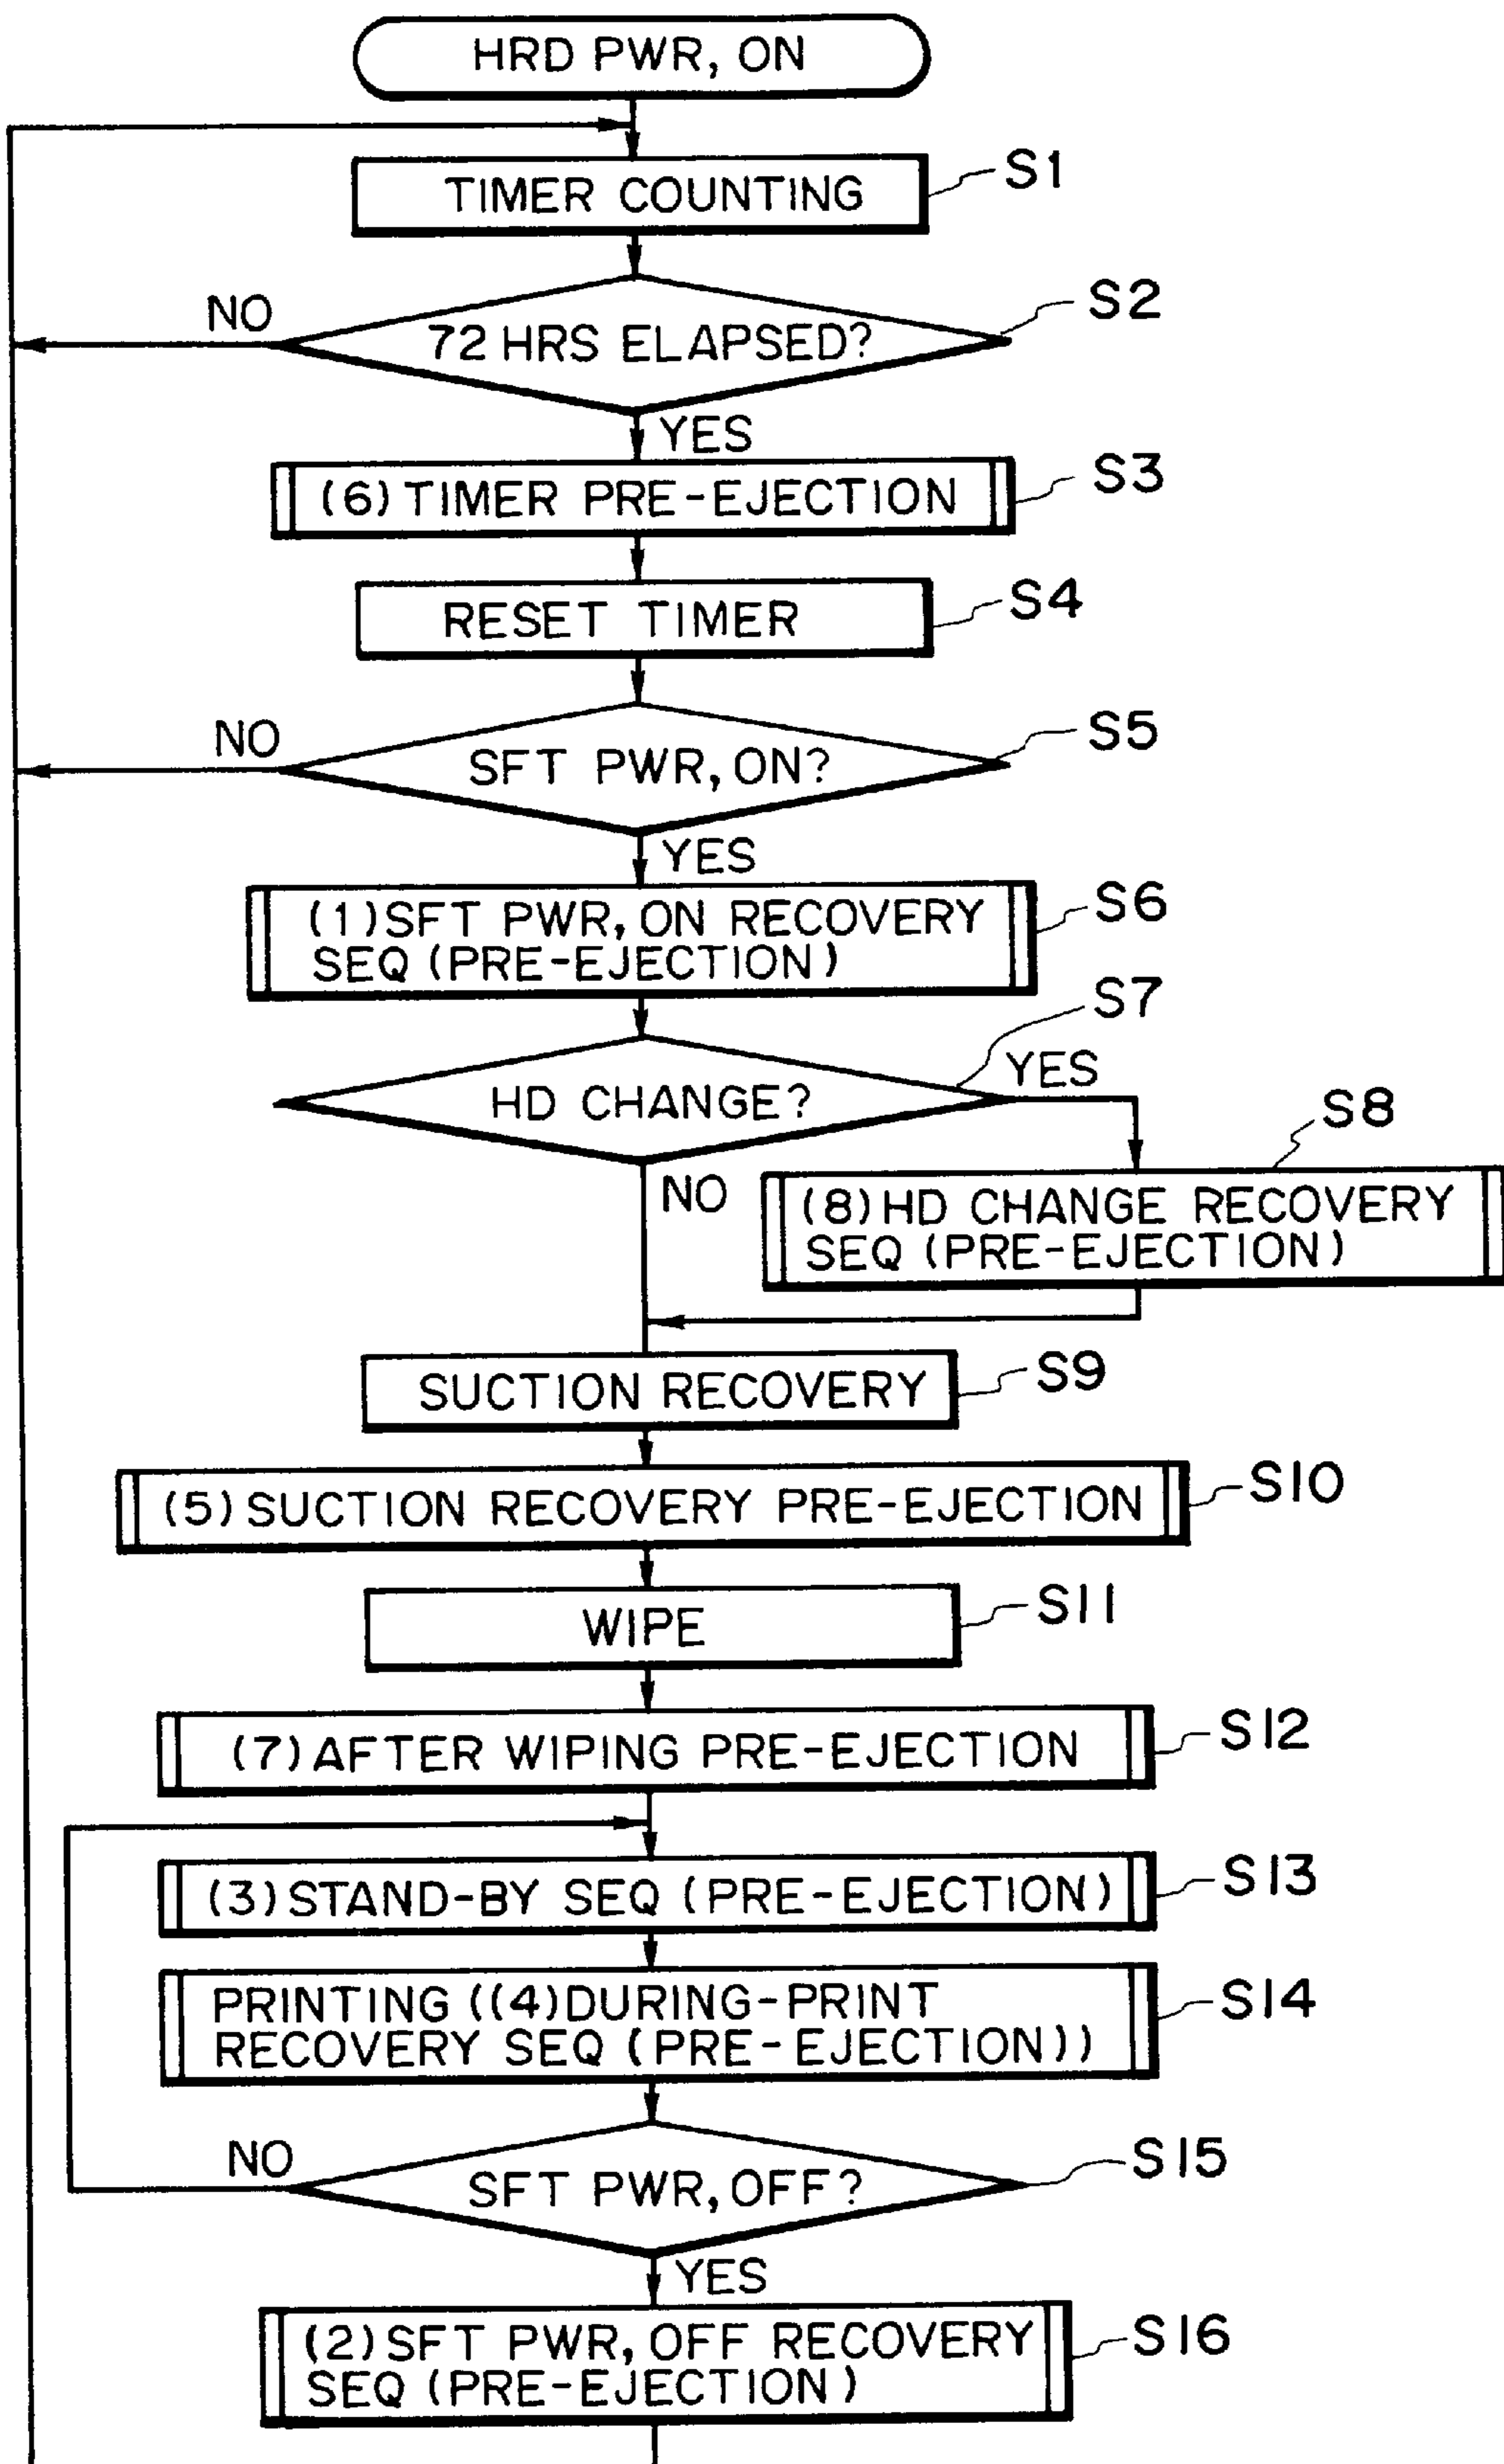 HRD PWR, ON
TIMER COUNTING
S1
72 HRS ELAPSED?
S2
NO
YES
(6) TIMER PRE-EJECTION
S3
RESET TIMER
S4
SFT PWR, ON?
S5
NO
YES
(1) SFT PWR, ON RECOVERY
SEQ (PRE-EJECTION)
S6
HD CHANGE?
S7
YES
NO
(8) HD CHANGE RECOVERY
SEQ (PRE-EJECTION)
S8
SUCTION RECOVERY
S9
(5) SUCTION RECOVERY PRE-EJECTION
S10
WIPE
S11
(7) AFTER WIPING PRE-EJECTION
S12
(3) STAND-BY SEQ (PRE-EJECTION)
S13
PRINTING ((4) DURING-PRINT
RECOVERY SEQ (PRE-EJECTION))
S14
SFT PWR, OFF?
S15
NO
YES
(2) SFT PWR, OFF RECOVERY
SEQ (PRE-EJECTION)
S16